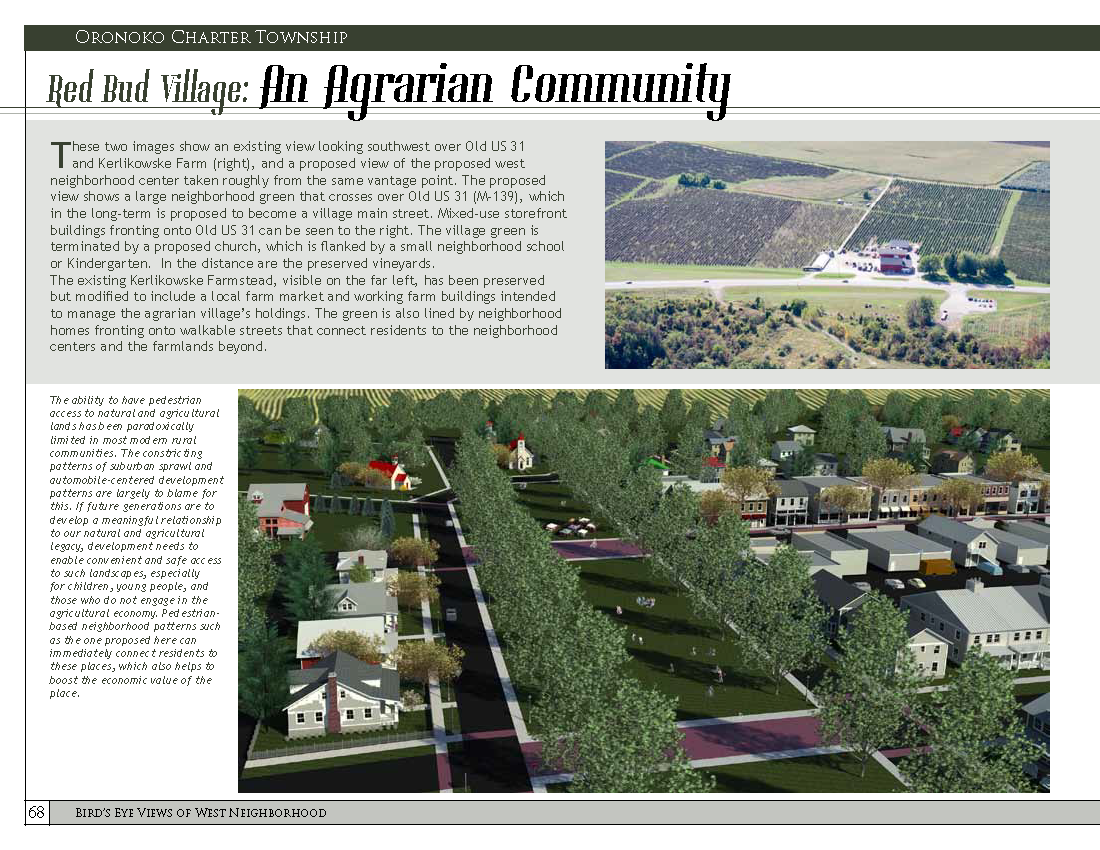 Oronoko Charter Township
Red Bud Village: An Agrarian Community
These two images show an existing view looking southwest over Old US 31
and Kerlikowske Farm (right), and a proposed view of the proposed west
neighborhood center taken roughly from the same vantage point. The proposed
view shows a large neighborhood green that crosses over Old US 31 (M-139), which
in the long-term is proposed to become a village main street. Mixed-use storefront
buildings fronting onto Old US 31 can be seen to the right. The village green is
terminated by a proposed church, which is flanked by a small neighborhood school
or Kindergarten.  In the distance are the preserved vineyards.
The existing Kerlikowske Farmstead, visible on the far left, has been preserved
but modified to include a local farm market and working farm buildings intended
to manage the agrarian village's holdings. The green is also lined by neighborhood
homes fronting onto walkable streets that connect residents to the neighborhood
centers and the farmlands beyond.
The ability to have pedestrian
access to natural and agricultural
lands has been paradoxically
limited in most modern rural
communities. The constricting
patterns of suburban sprawl and
automobile-centered development
patterns are largely to blame for
this. If future generations are to
develop a meaningful relationship
to our natural and agricultural
legacy, development needs to
enable convenient and safe access
to such landscapes, especially
for children, young people, and
those who do not engage in the
agricultural economy. Pedestrian-
based neighborhood patterns such
as the one proposed here can
immediately connect residents to
these places, which also helps to
boost the economic value of the
place.
68 Bird's Eye Views of West Neighborhood